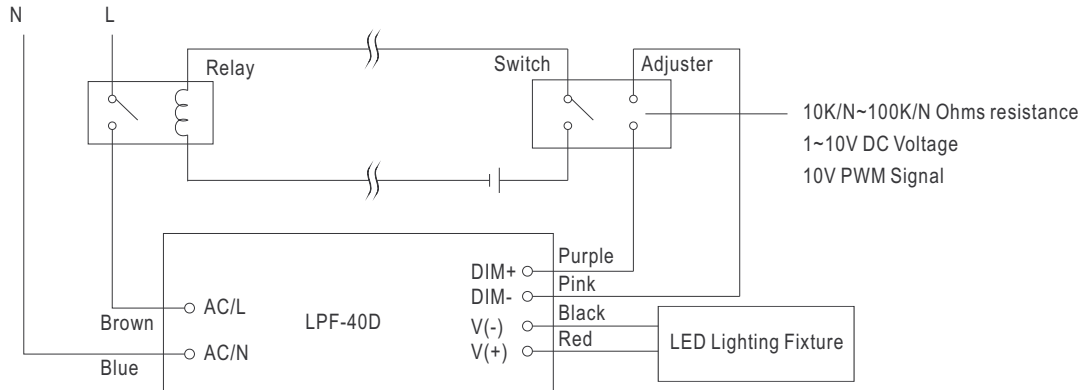 N
L
Relay
Switch
Adjuster
10K/N~100K/N Ohms resistance
1~10V DC Voltage
10V PWM Signal
Purple
DIM+
Pink
DIM-
Black
V(-)
Red
V(+)
AC/L
Brown
LPF-40D
LED Lighting Fixture
AC/N
Blue